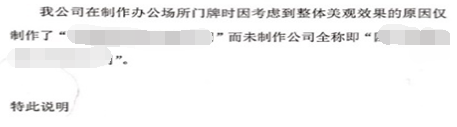 我公司在制作办公场所门牌时因考虑到整体美观效果的原因仅
制作了“ ”而未制作公司全称即“
”。
特此说明